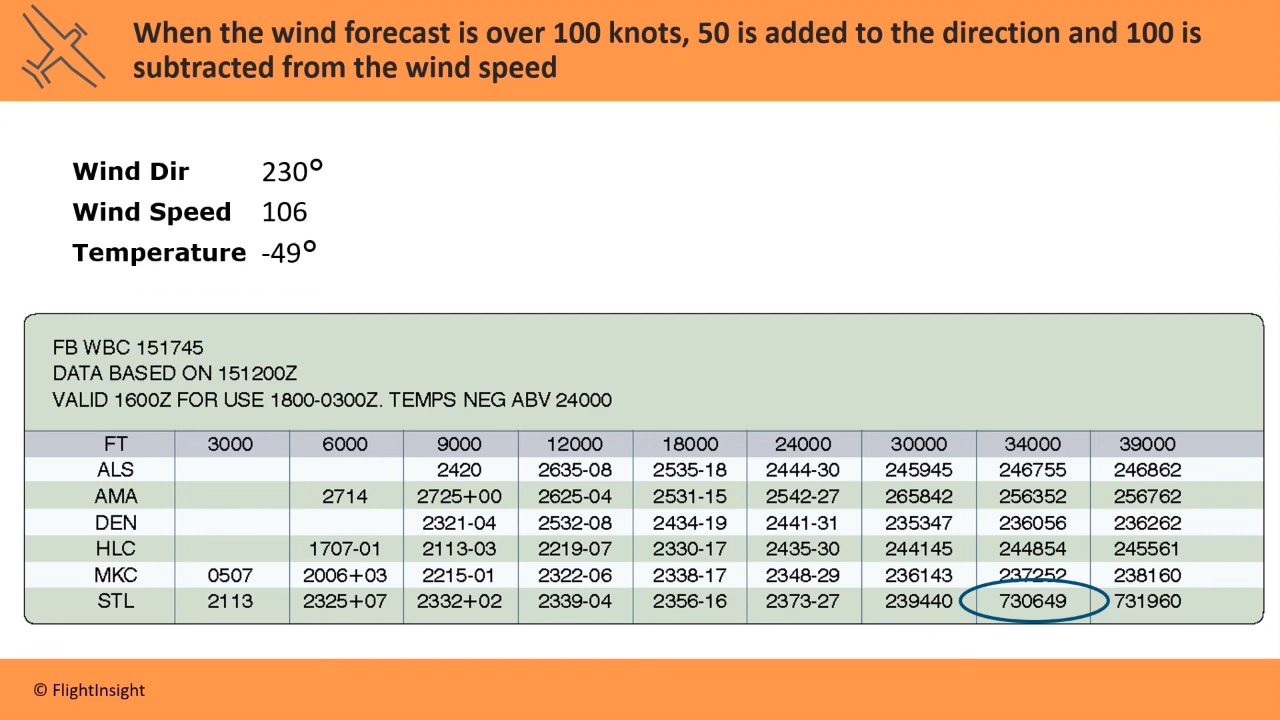 When the wind forecast is over 100 knots, 50 is added to the direction and 100 is
subtracted from the wind speed
Wind Dir 230°
Wind Speed 106
Temperature -49°
FB WBC 151745
DATA BASED ON 151200Z
VALID 1600Z FOR USE 1800-0300Z. TEMPS NEG ABV 24000
FT 3000 6000 9000 12000 18000 24000 30000 34000 39000
ALS 2420 2635-08 2535-18 2444-30 245945 246755 246862
AMA 2714 2725+00 2625-04 2531-15 2542-27 265842 256352 256762
DEN 2321-04 2532-08 2434-19 2441-31 235347 236056 236262
HLC 1707-01 2113-03 2219-07 2330-17 2435-30 244145 244854 245561
MKC 0507 2006+03 2215-01 2322-06 2338-17 2348-29 236143 237252 238160
STL 2113 2325+07 2332+02 2339-04 2356-16 2373-27 239440 730649 731960
© FlightInsight